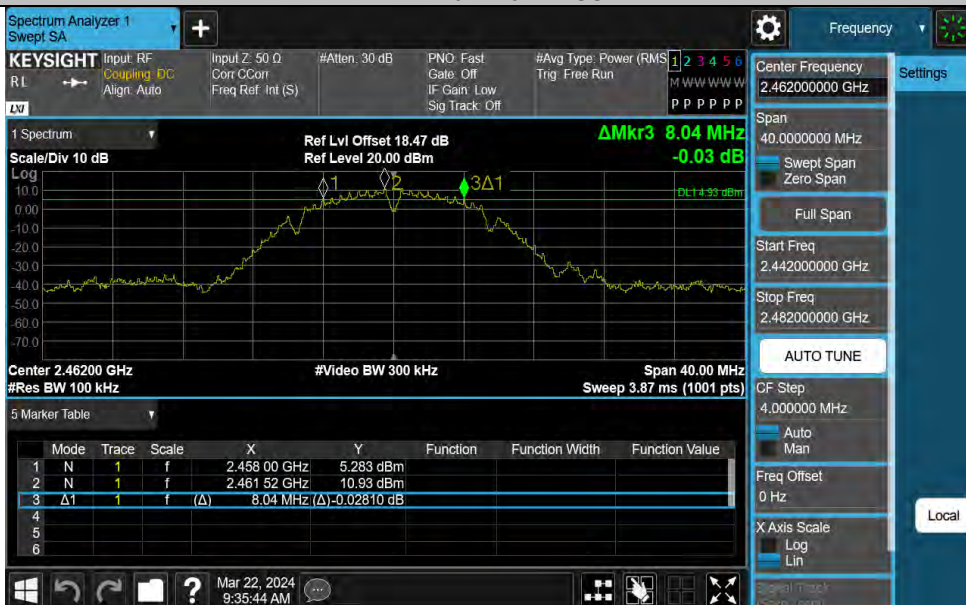 Spectrum Analyzer 1
Swept SA
+
Frequency
KEYSIGHT
RL
LXI
Input: RF
Coupling: DC
Align: Auto
Input Z: 50 Ω
Corr CCorr
Freq Ref: Int (S)
#Atten: 30 dB
PNO: Fast
Gate: Off
IF Gain: Low
Sig Track: Off
#Avg Type: Power (RMS
Trig: Free Run
1 2 3 4 5 6
M W W W W W
P P P P P P
1 Spectrum
Scale/Div 10 dB
Ref Lvl Offset 18.47 dB
Ref Level 20.00 dBm
ΔMkr3 8.04 MHz
-0.03 dB
Log
10.0
0.00
-10.0
-20.0
-30.0
-40.0
-50.0
-60.0
-70.0
1
2
3Δ1
DL1 4.93 dBm
Center 2.46200 GHz
#Res BW 100 kHz
#Video BW 300 kHz
Span 40.00 MHz
Sweep 3.87 ms (1001 pts)
5 Marker Table
Mode Trace Scale X Y Function Function Width Function Value
1 N 1 f 2.458 00 GHz 5.283 dBm
2 N 1 f 2.461 52 GHz 10.93 dBm
3 Δ1 1 f (Δ) 8.04 MHz (Δ) -0.02810 dB
4
5
6
?
Mar 22, 2024
9:35:44 AM
Center Frequency
2.462000000 GHz
Span
40.0000000 MHz
Swept Span
Zero Span
Full Span
Start Freq
2.442000000 GHz
Stop Freq
2.482000000 GHz
AUTO TUNE
CF Step
4.000000 MHz
Auto
Man
Freq Offset
0 Hz
X Axis Scale
Log
Lin
Signal Track
Settings
Local